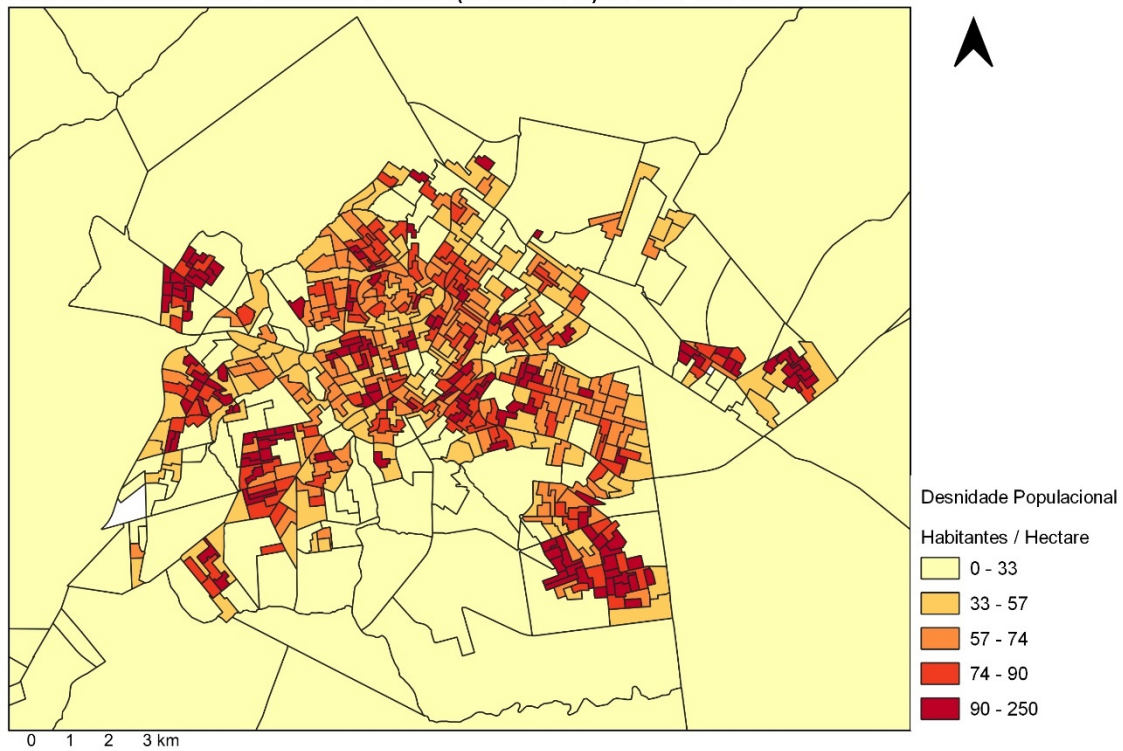 Desnidade Populacional
Habitantes / Hectare
0 - 33
33 - 57
57 - 74
74 - 90
90 - 250
0 1 2 3 km